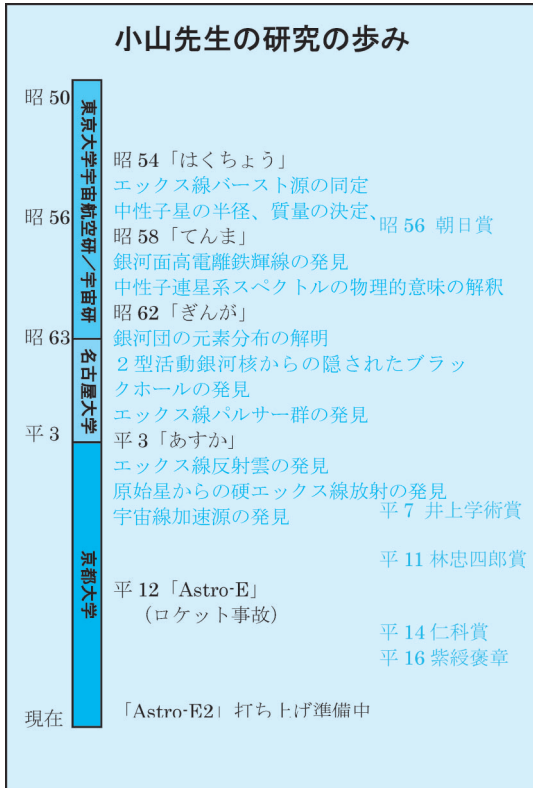 小山先生の研究の歩み
昭 50
東京大学宇宙航空研/宇宙研
昭 54「はくちょう」
エックス線バースト源の同定
昭 56
中性子星の半径、質量の決定、
昭 56 朝日賞
昭 58「てんま」
銀河面高電離鉄輝線の発見
中性子連星系スペクトルの物理的意味の解釈
昭 62「ぎんが」
昭 63
銀河団の元素分布の解明
名古屋大学
２型活動銀河核からの隠されたブラッ
クホールの発見
エックス線パルサー群の発見
平 3
平 3「あすか」
エックス線反射雲の発見
原始星からの硬エックス線放射の発見
宇宙線加速源の発見
平 7 井上学術賞
京都大学
平 11 林忠四郎賞
平 12「Astro-E」
(ロケット事故)
平 14 仁科賞
平 16 紫綬褒章
現在
「Astro-E2」打ち上げ準備中